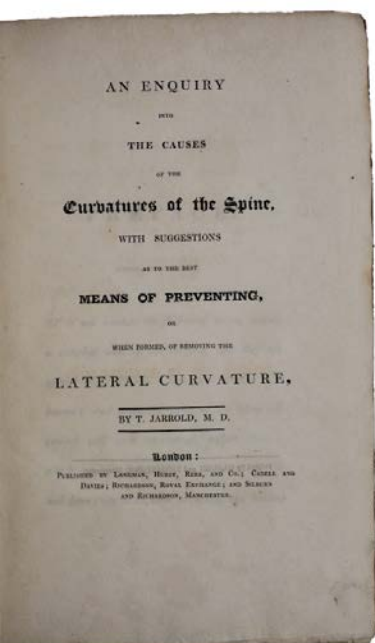 AN ENQUIRY
INTO
THE CAUSES
OF THE
Curvatures of the Spine,
WITH SUGGESTIONS
AS TO THE BEST
MEANS OF PREVENTING,
OR
WHEN FORMED, OF REMOVING THE
LATERAL CURVATURE,
BY T. JARROLD, M. D.
London:
PUBLISHED BY LONGMAN, HURST, REES, AND CO.; CADELL AND
DAVIES; RICHARDSON, ROYAL EXCHANGE; AND SILBURN
AND RICHARDSON, MANCHESTER.